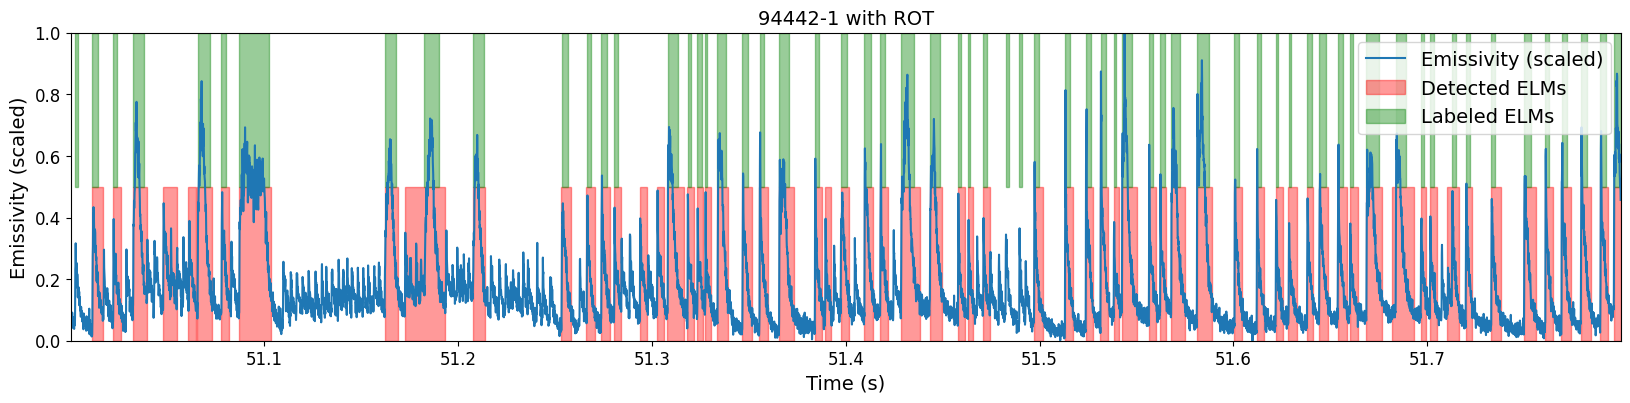 94442-1 with ROT
Emissivity (scaled)
1.0
0.8
0.6
0.4
0.2
0.0
Emissivity (scaled)
Detected ELMs
Labeled ELMs
51.1
51.2
51.3
51.4
51.5
51.6
51.7
Time (s)